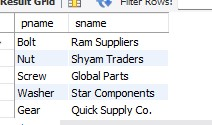 Result Grid Filter Rows:
pname sname
Bolt Ram Suppliers
Nut Shyam Traders
Screw Global Parts
Washer Star Components
Gear Quick Supply Co.